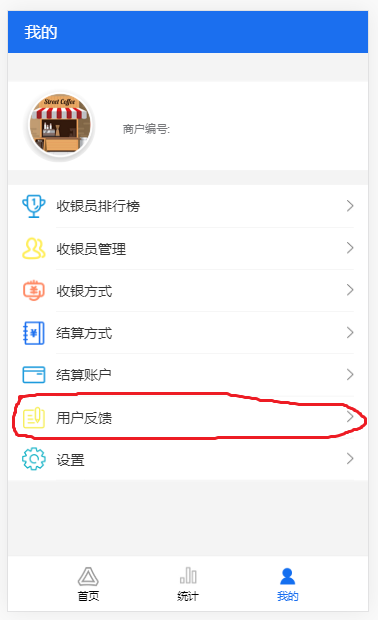 我的
Street Coffee
商户编号:
收银员排行榜
收银员管理
收银方式
结算方式
结算账户
用户反馈
设置
首页
统计
我的